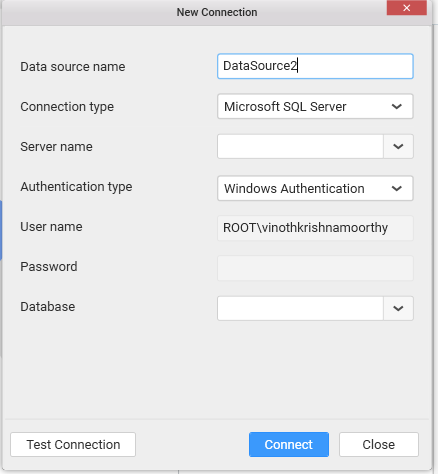 New Connection
Data source name DataSource2
Connection type Microsoft SQL Server
Server name
Authentication type Windows Authentication
User name ROOT\vinothkrishnamoorthy
Password
Database
Test Connection Connect Close